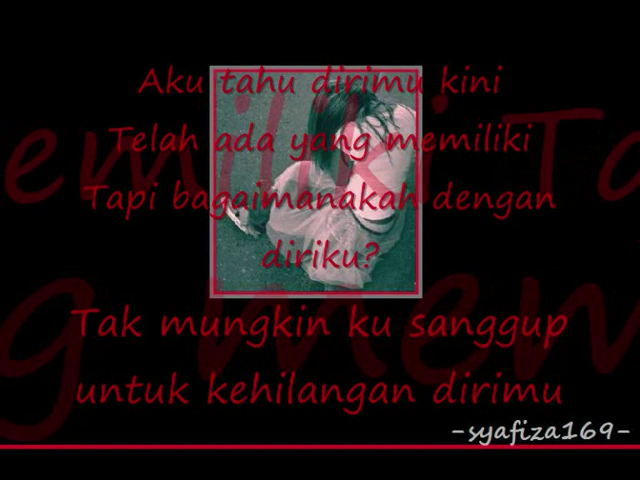 Aku tahu dirimu kini
Telah ada yang memiliki
Tapi bagaimanakah dengan
diriku?
Tak mungkin ku sanggup
untuk kehilangan dirimu
-syafiza169-